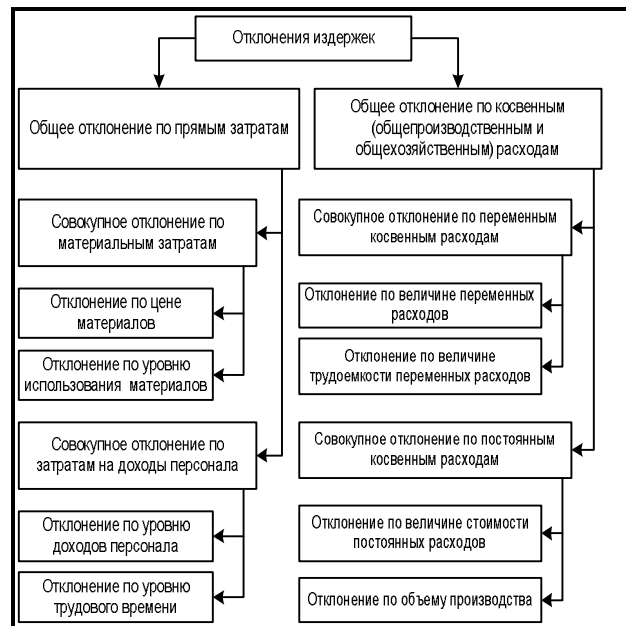 Отклонения издержек
Общее отклонение по прямым затратам
Общее отклонение по косвенным
(общепроизводственным и
общехозяйственным) расходам
Совокупное отклонение по
материальным затратам
Отклонение по цене
материалов
Отклонение по уровню
использования материалов
Совокупное отклонение по
затратам на доходы персонала
Отклонение по уровню
доходов персонала
Отклонение по уровню
трудового времени
Совокупное отклонение по переменным
косвенным расходам
Отклонение по величине переменных
расходов
Отклонение по величине
трудоемкости переменных расходов
Совокупное отклонение по постоянным
косвенным расходам
Отклонение по величине стоимости
постоянных расходов
Отклонение по объему производства